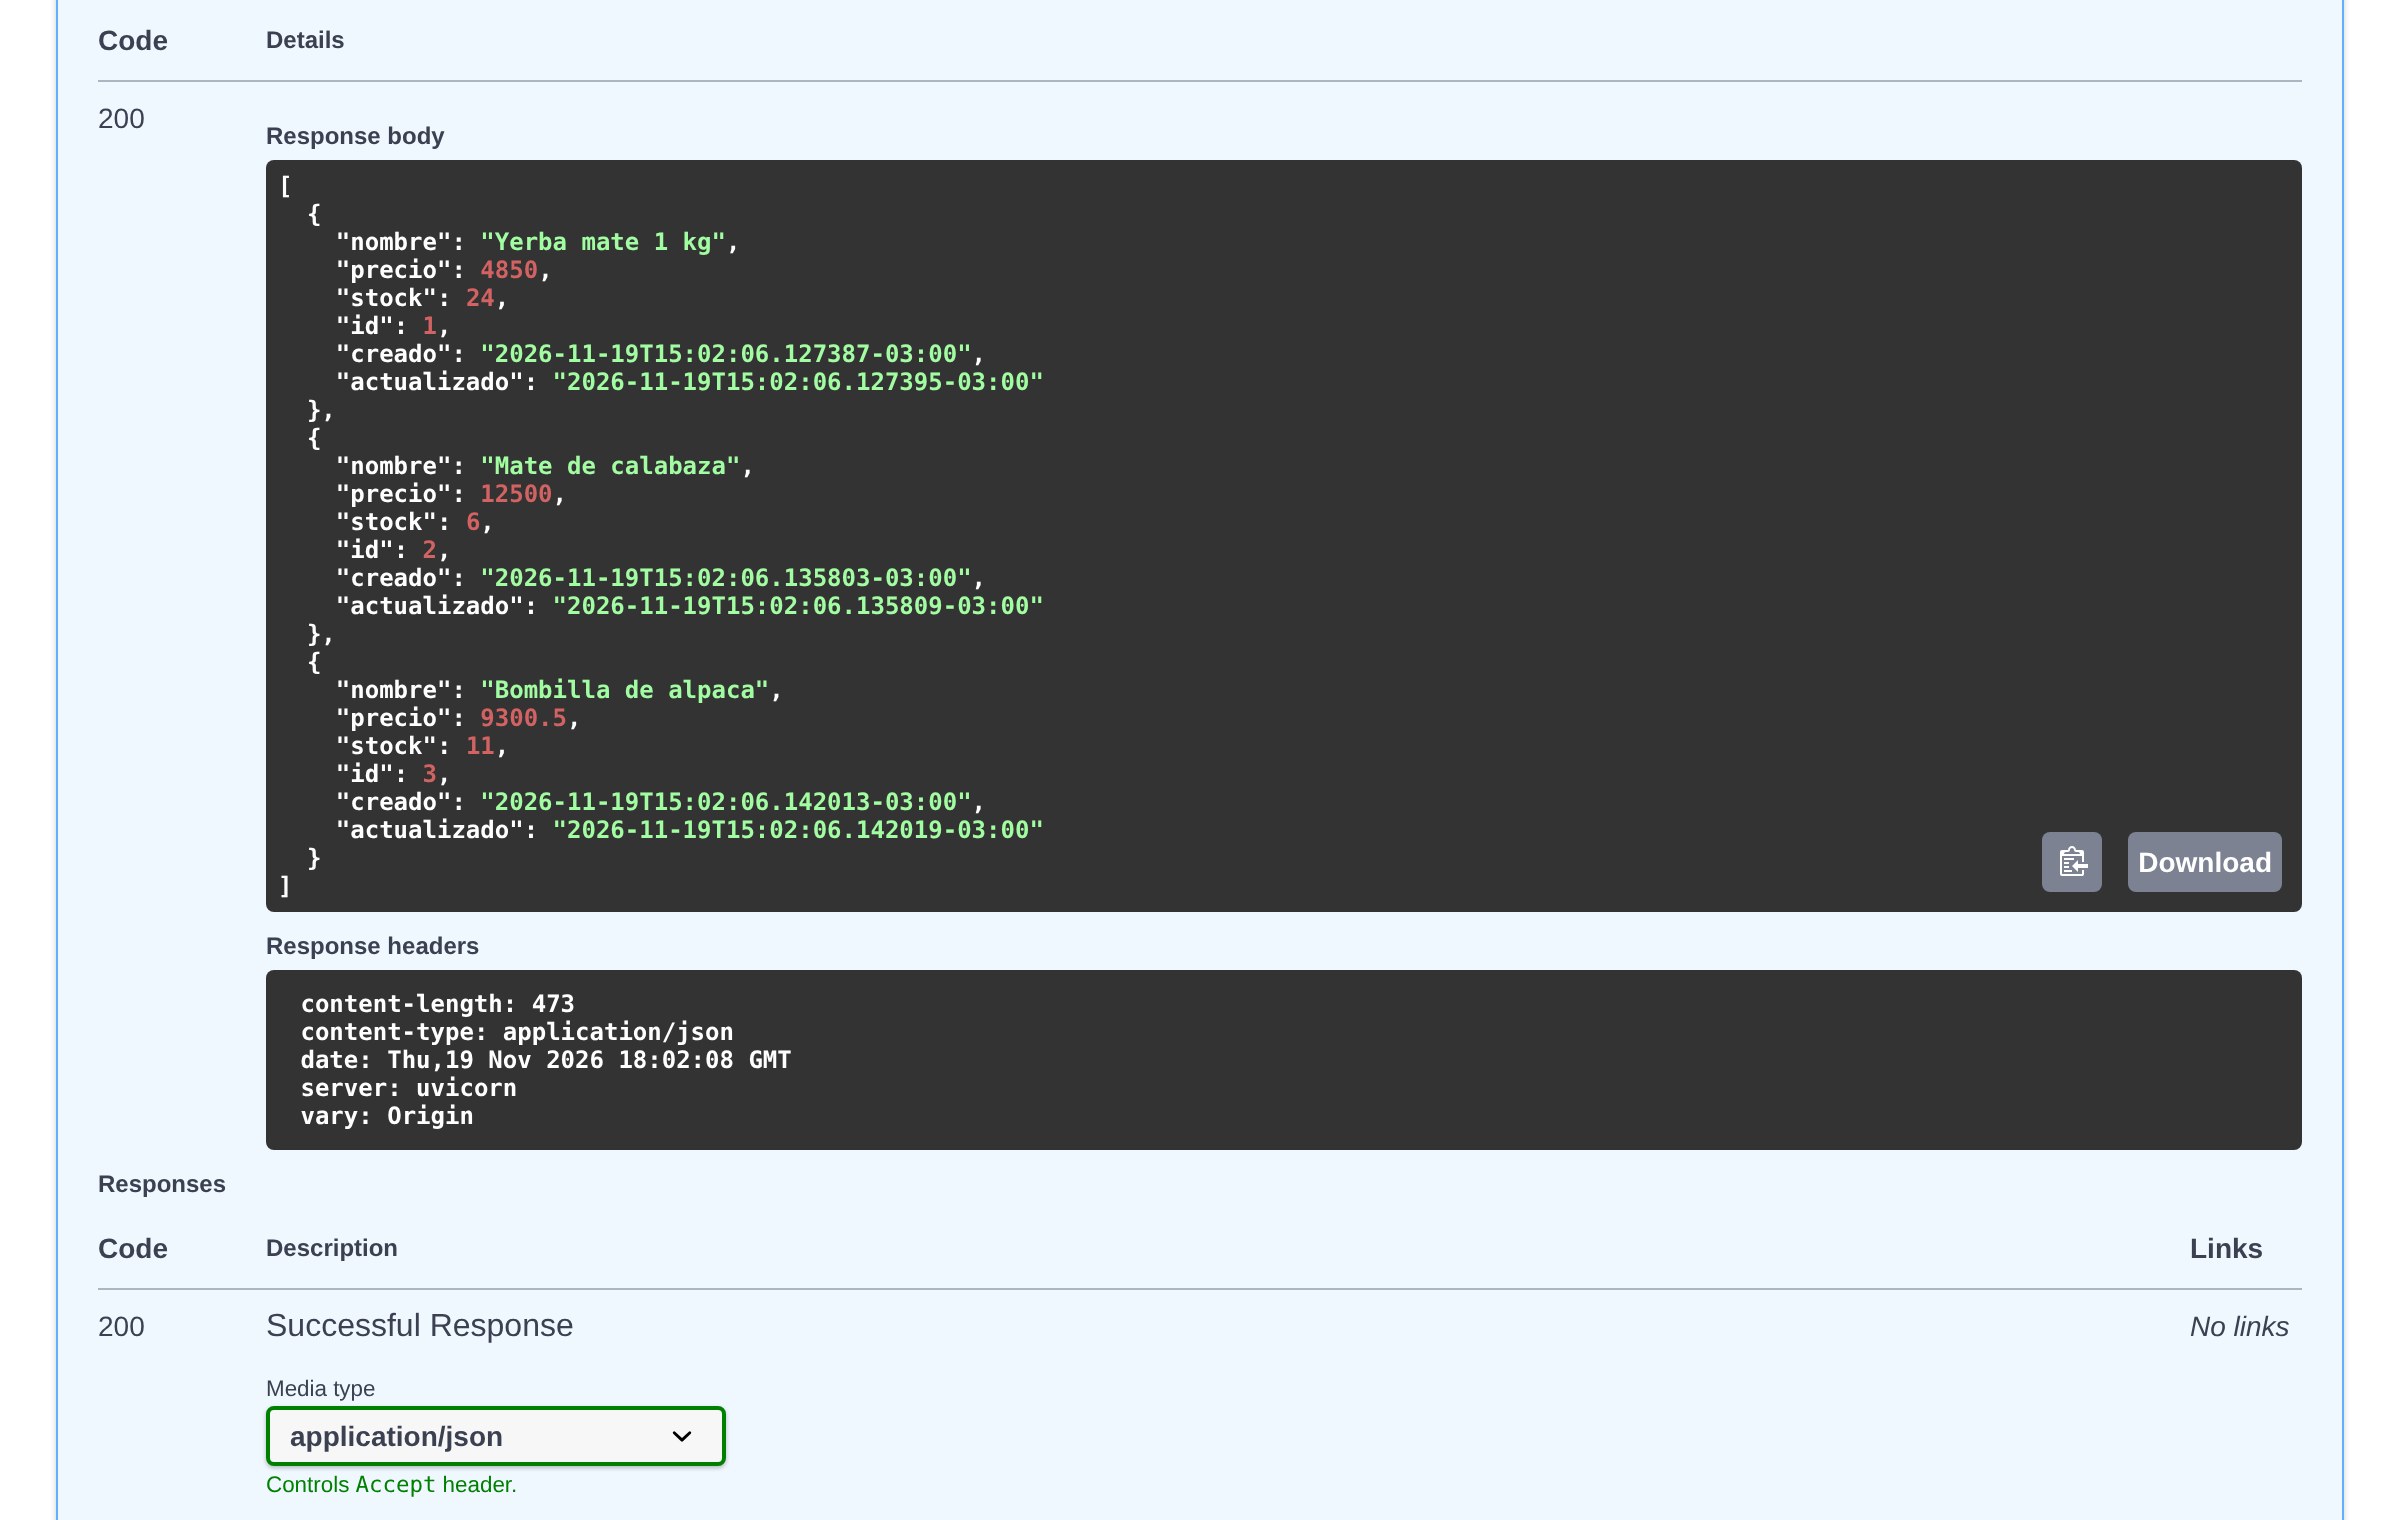 Code Details
200
Response body
[
  {
    "nombre": "Yerba mate 1 kg",
    "precio": 4850,
    "stock": 24,
    "id": 1,
    "creado": "2026-11-19T15:02:06.127387-03:00",
    "actualizado": "2026-11-19T15:02:06.127395-03:00"
  },
  {
    "nombre": "Mate de calabaza",
    "precio": 12500,
    "stock": 6,
    "id": 2,
    "creado": "2026-11-19T15:02:06.135803-03:00",
    "actualizado": "2026-11-19T15:02:06.135809-03:00"
  },
  {
    "nombre": "Bombilla de alpaca",
    "precio": 9300.5,
    "stock": 11,
    "id": 3,
    "creado": "2026-11-19T15:02:06.142013-03:00",
    "actualizado": "2026-11-19T15:02:06.142019-03:00"
  }
]
Download
Response headers
content-length: 473
content-type: application/json
date: Thu,19 Nov 2026 18:02:08 GMT
server: uvicorn
vary: Origin
Responses
Code Description Links
200 Successful Response No links
Media type
application/json
Controls Accept header.